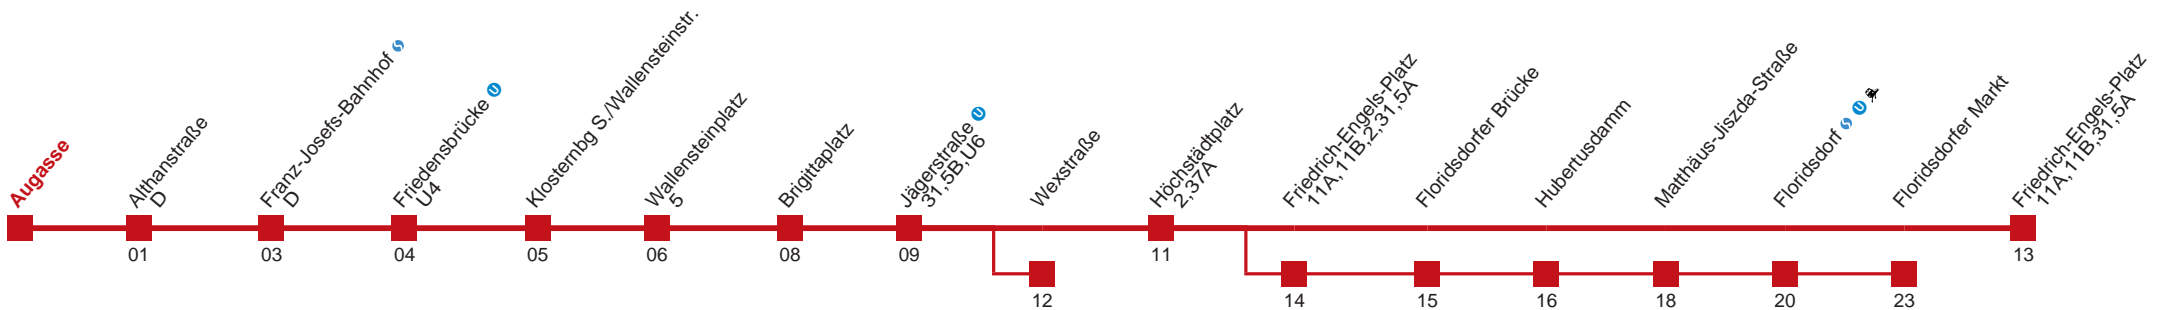 Augasse
Althanstraße
D
Franz-Josefs-Bahnhof S
D
Friedensbrücke U
U4
Klosternbg S./Wallensteinstr.
Wallensteinplatz
5
Brigittaplatz
Jägerstraße U
31,5B,U6
Wexstraße
Höchstädtplatz
2,37A
Friedrich-Engels-Platz
11A,11B,2,31,5A
Floridsdorfer Brücke
Hubertusdamm
Matthäus-Jiszda-Straße
Floridsdorf S U
Floridsdorfer Markt
Friedrich-Engels-Platz
11A,11B,31,5A
01
03
04
05
06
08
09
11
13
12
14
15
16
18
20
23